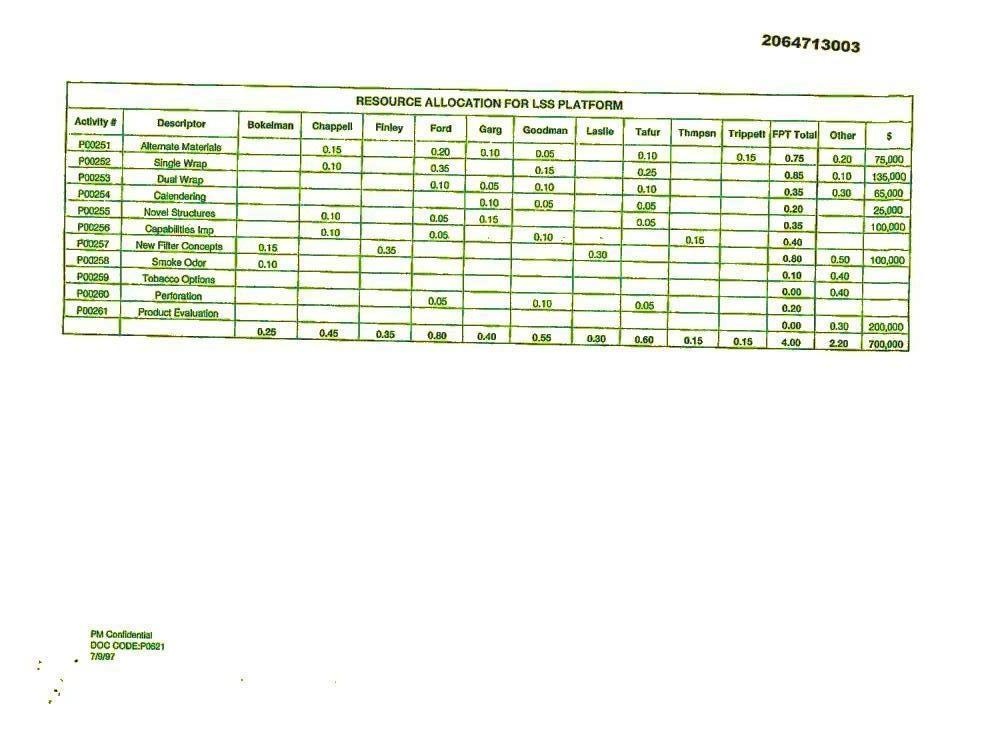 2064713003
RESOURCE ALLOCATION FOR LSS PLATFORM
Activity # Descriptor Bokelman Chappell Finley Ford Garg Goodman Laslie Tafur Thmpsn Trippett FPT Total Other $
P00251 Alternate Materials 0.15 0.20 0.10 0.05 0.10 0.15 0.75 0.20 75,000
P00252 Single Wrap 0.10 0.35 0.15 0.25 0.85 0.10 135,000
P00253 Dual Wrap 0.10 0.05 0.10 0.10 0.35 0.30 65,000
P00254 Calendering 0.10 0.05 0.05 0.20 25,000
P00255 Novel Structures 0.10 0.05 0.15 0.05 0.35 100,000
P00256 Capabilities Imp 0.10 0.05 0.10 0.15 0.40
P00257 New Filter Concepts 0.15 0.35 0.30 0.80 0.50 100,000
P00258 Smoke Odor 0.10 0.10 0.40
P00259 Tobacco Options 0.00 0.40
P00260 Perforation 0.05 0.10 0.05 0.20
P00261 Product Evaluation 0.00 0.30 200,000
0.25 0.45 0.35 0.80 0.40 0.55 0.30 0.60 0.15 0.15 4.00 2.20 700,000
PM Confidential
DOC CODE:P0621
7/9/97